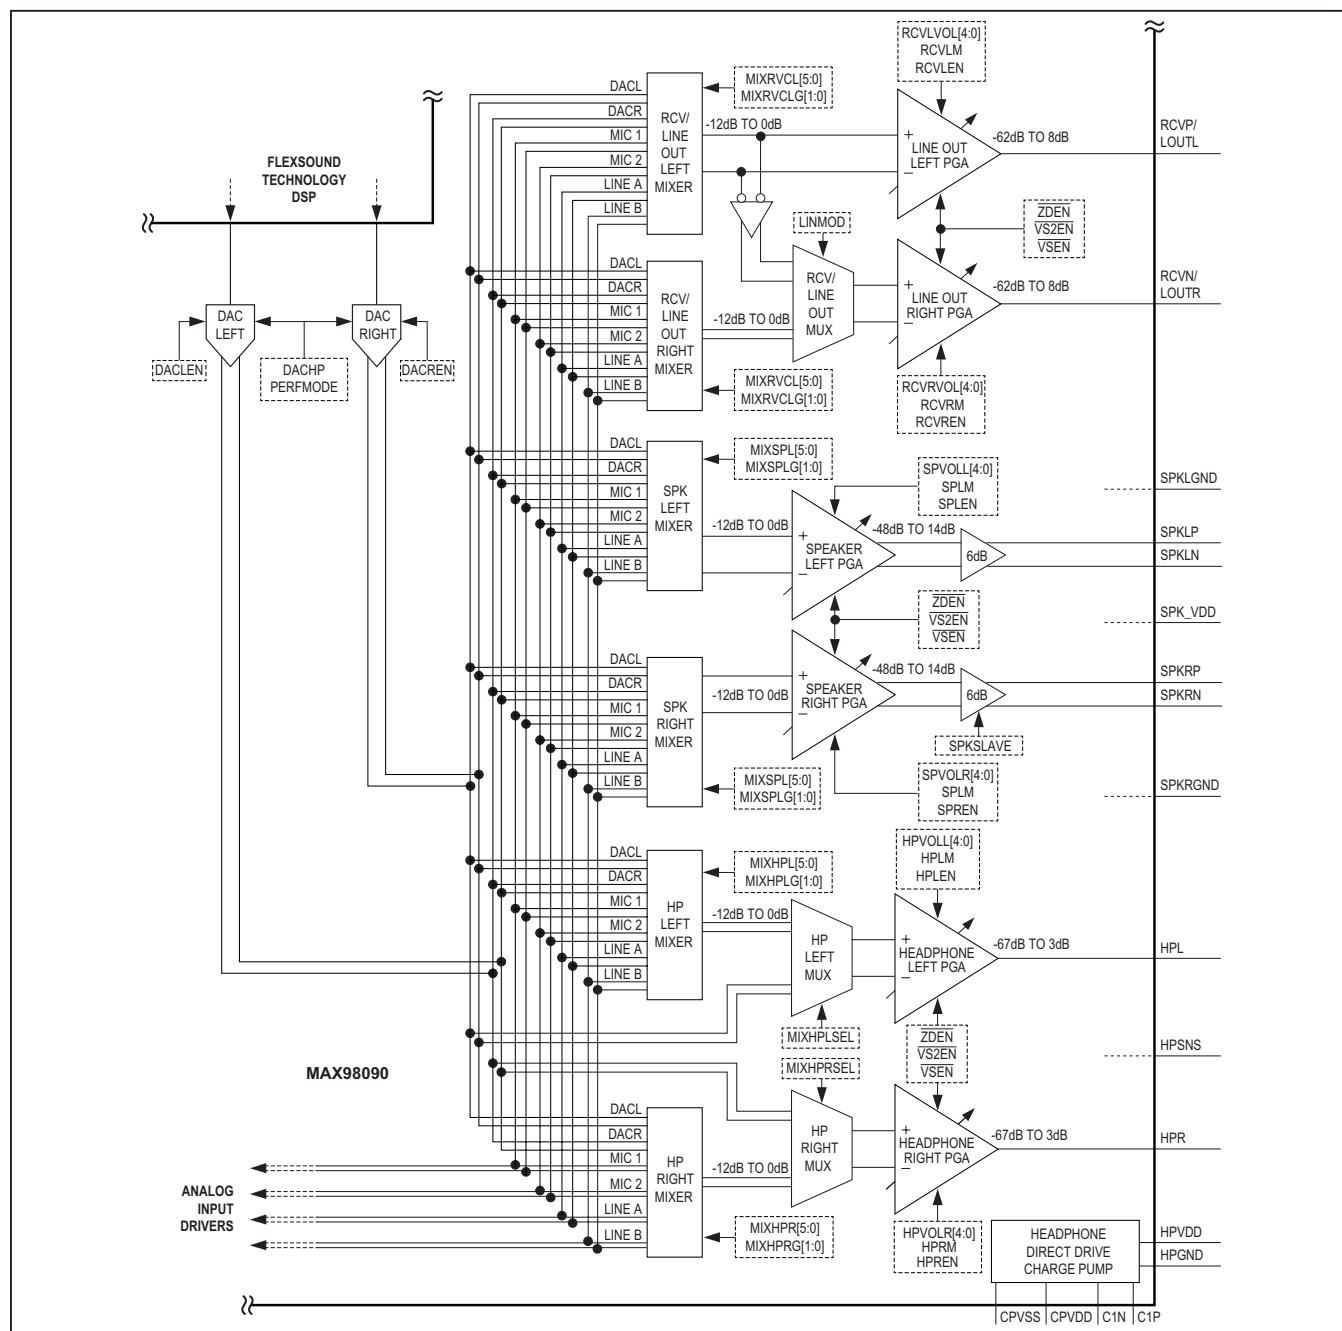 RCVLVOL[4:0]
RCVLM
RCVLEN
DACL
DACR
MIC 1
MIC 2
LINE A
LINE B
RCV/
LINE
OUT
LEFT
MIXER
MIXRVCL[5:0]
MIXRVCLG[1:0]
-12dB TO 0dB
+
−
LINE OUT
LEFT PGA
-62dB TO 8dB
RCVP/
LOUTL
FLEXSOUND
TECHNOLOGY
DSP
LINMOD
ZDEN
VS2EN
VSEN
DACL
DACR
MIC 1
MIC 2
LINE A
LINE B
RCV/
LINE
OUT
RIGHT
MIXER
-12dB TO 0dB
RCV/
LINE
OUT
MUX
+
−
LINE OUT
RIGHT PGA
-62dB TO 8dB
RCVN/
LOUTR
DAC
LEFT
DAC
RIGHT
DACLEN
DACHP
PERFMODE
DACREN
MIXRVCL[5:0]
MIXRVCLG[1:0]
RCVRVOL[4:0]
RCVRM
RCVREN
DACL
DACR
MIC 1
MIC 2
LINE A
LINE B
SPK
LEFT
MIXER
MIXSPL[5:0]
MIXSPLG[1:0]
-12dB TO 0dB
SPVOLL[4:0]
SPLM
SPLEN
+
−
SPEAKER
LEFT PGA
-48dB TO 14dB
6dB
SPKLGND
SPKLP
SPKLN
ZDEN
VS2EN
VSEN
SPK_VDD
DACL
DACR
MIC 1
MIC 2
LINE A
LINE B
SPK
RIGHT
MIXER
-12dB TO 0dB
+
−
SPEAKER
RIGHT PGA
-48dB TO 14dB
6dB
SPKRP
SPKRN
SPKSLAVE
MIXSPL[5:0]
MIXSPLG[1:0]
SPVOLR[4:0]
SPLM
SPREN
SPKRGND
DACL
DACR
MIC 1
MIC 2
LINE A
LINE B
HP
LEFT
MIXER
MIXHPL[5:0]
MIXHPLG[1:0]
-12dB TO 0dB
HP
LEFT
MUX
HPVOLL[4:0]
HPLM
HPLEN
+
−
HEADPHONE
LEFT PGA
-67dB TO 3dB
HPL
MIXHPLSEL
ZDEN
VS2EN
VSEN
HPSNS
MAX98090
MIXHPRSEL
DACL
DACR
MIC 1
MIC 2
LINE A
LINE B
HP
RIGHT
MIXER
-12dB TO 0dB
HP
RIGHT
MUX
+
−
HEADPHONE
RIGHT PGA
-67dB TO 3dB
HPR
ANALOG
INPUT
DRIVERS
MIXHPR[5:0]
MIXHPRG[1:0]
HPVOLR[4:0]
HPRM
HPREN
HEADPHONE
DIRECT DRIVE
CHARGE PUMP
HPVDD
HPGND
CPVSS
CPVDD
C1N
C1P